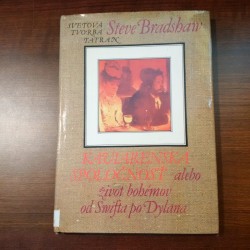 SVETOVÁ
TVORBA
TATRAN
Steve Bradshaw
KAVIARENSKÁ
SPOLOČNOSŤ alebo
život bohémov
od Swifta po Dylana